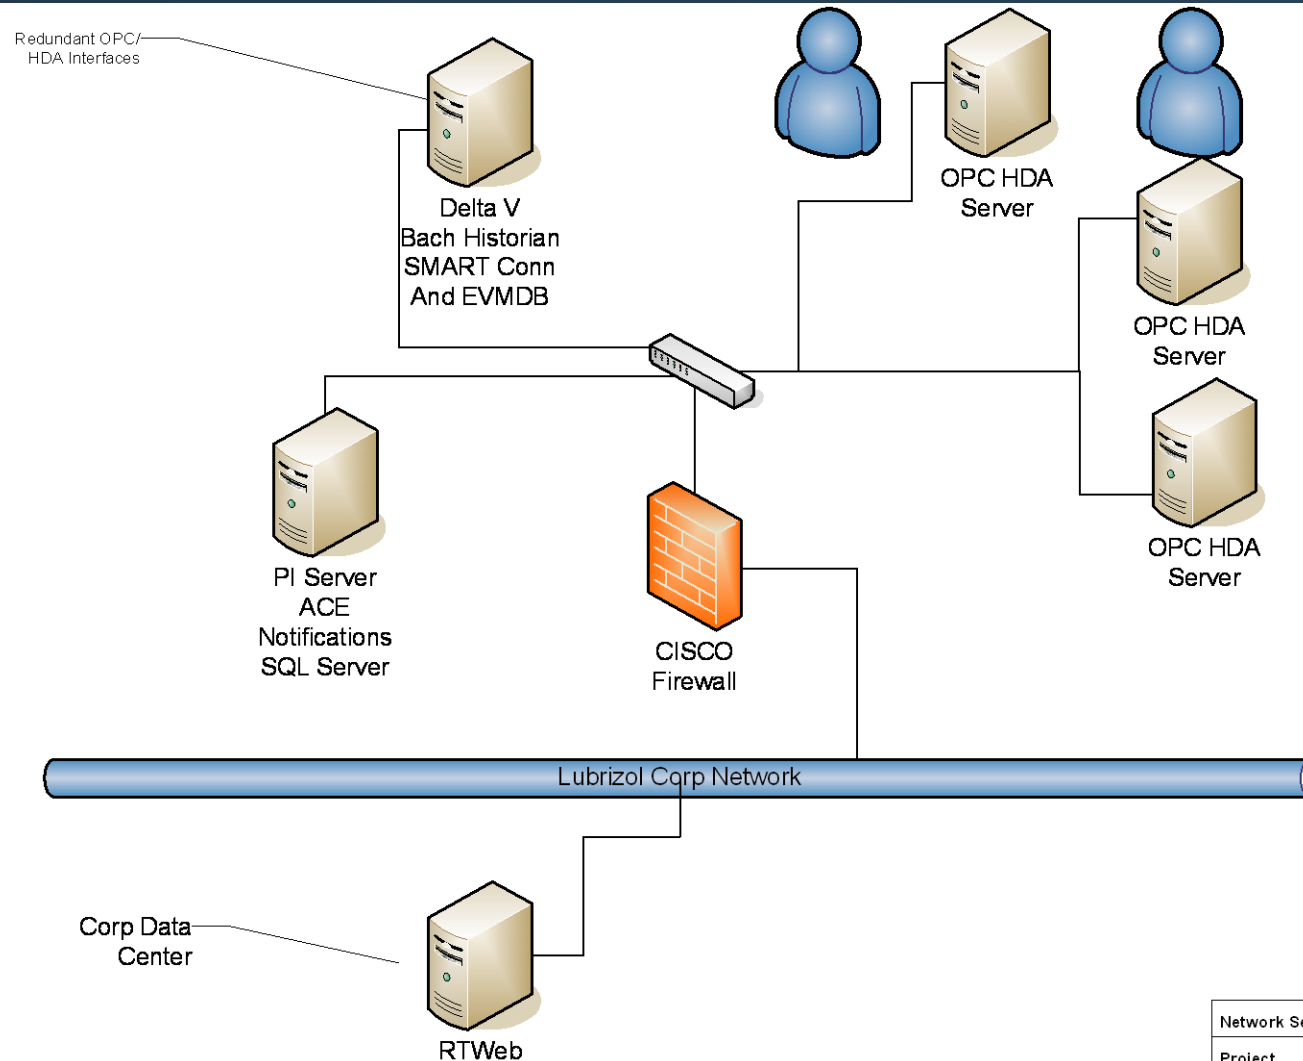 Redundant OPC/
HDA Interfaces
Delta V
Bach Historian
SMART Conn
And EVMDB
OPC HDA
Server
OPC HDA
Server
OPC HDA
Server
PI Server
ACE
Notifications
SQL Server
CISCO
Firewall
Lubrizol Corp Network
Corp Data
Center
RTWeb
Network Se
Project